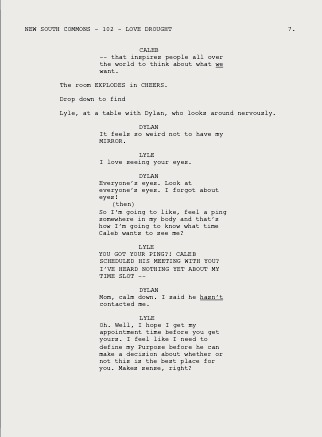 NEW SOUTH COMMONS - 102 - LOVE DROUGHT 7.
CALEB
-- that inspires people all over
the world to think about what we
want.
The room EXPLODES in CHEERS.
Drop down to find
Lyle, at a table with Dylan, who looks around nervously.
DYLAN
It feels so weird not to have my
MIRROR.
LYLE
I love seeing your eyes.
DYLAN
Everyone's eyes. Look at
everyone's eyes. I forgot about
eyes!
(then)
So I'm going to like, feel a ping
somewhere in my body and that's
how I'm going to know what time
Caleb wants to see me?
LYLE
YOU GOT YOUR PING?! CALEB
SCHEDULED HIS MEETING WITH YOU?
I'VE HEARD NOTHING YET ABOUT MY
TIME SLOT --
DYLAN
Mom, calm down. I said he hasn't
contacted me.
LYLE
Oh. Well, I hope I get my
appointment time before you get
yours. I feel like I need to
define my Purpose before he can
make a decision about whether or
not this is the best place for
you. Makes sense, right?